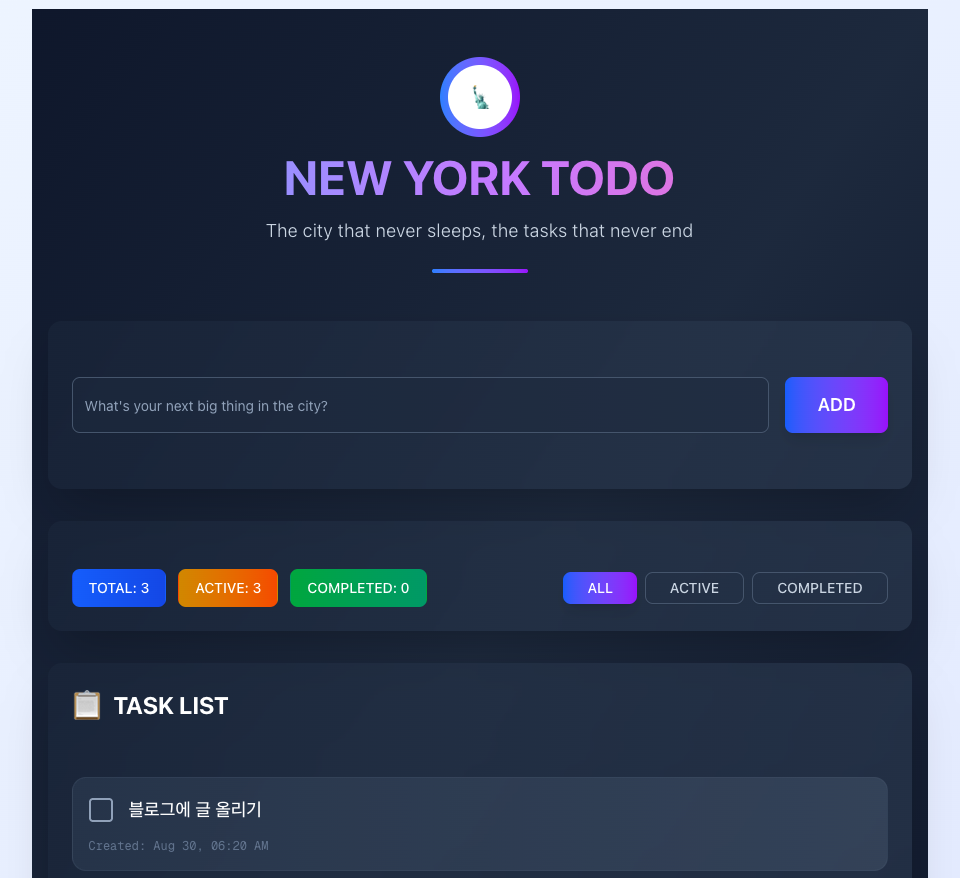 NEW YORK TODO
The city that never sleeps, the tasks that never end
What's your next big thing in the city?
ADD
TOTAL: 3
ACTIVE: 3
COMPLETED: 0
ALL
ACTIVE
COMPLETED
TASK LIST
블로그에 글 올리기
Created: Aug 30, 06:20 AM